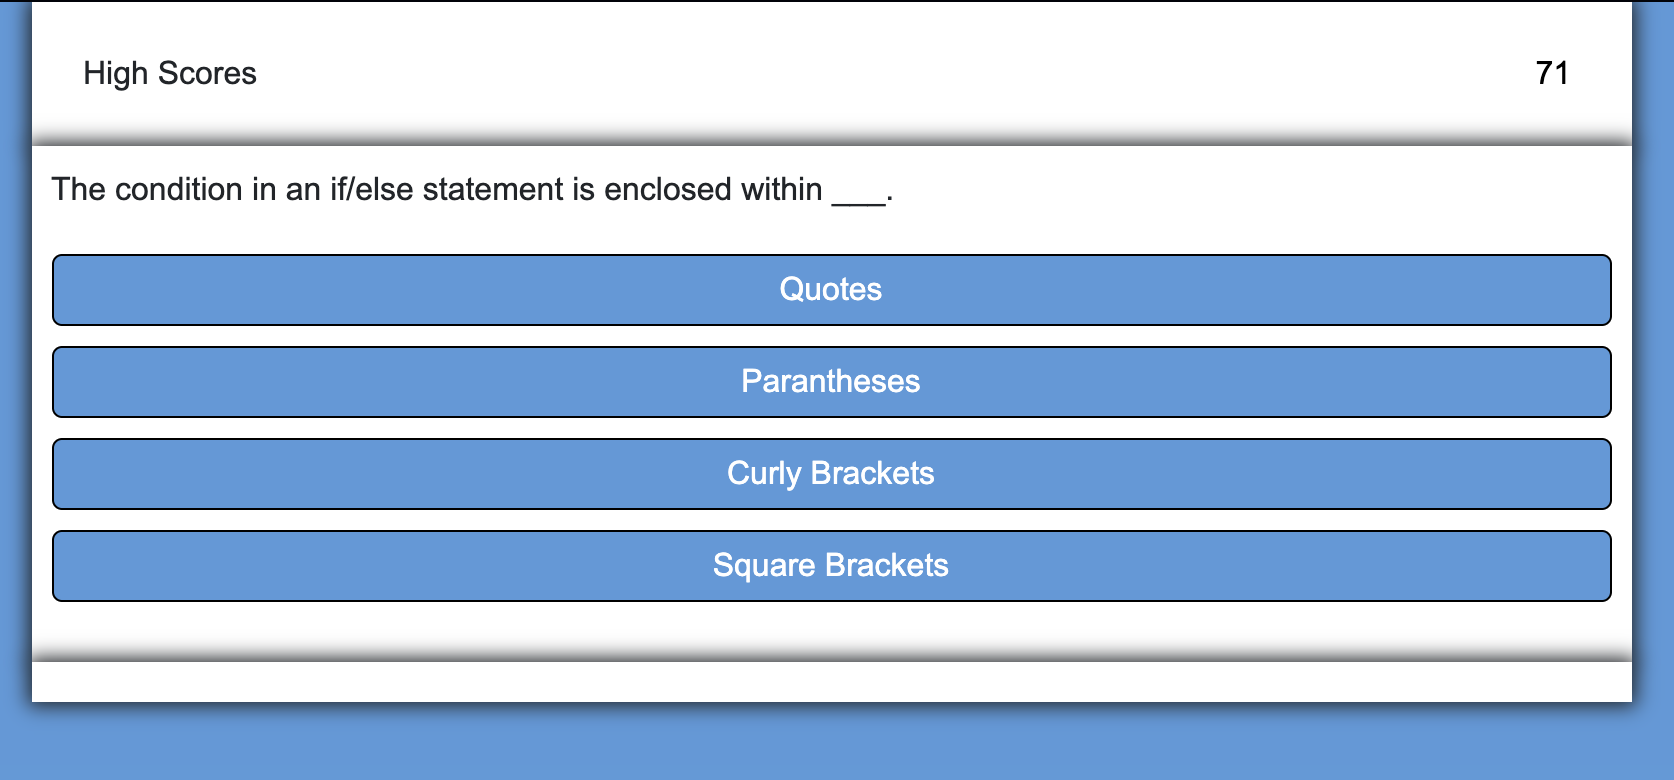 High Scores 71
The condition in an if/else statement is enclosed within ___.
Quotes
Parantheses
Curly Brackets
Square Brackets